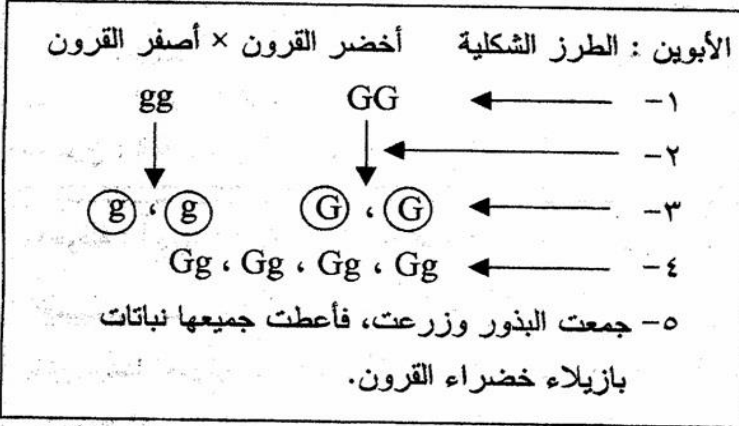 الأبوين : الطرز الشكلية أخضر القرون × أصفر القرون
١- GG gg
٢-
٣- G ، G g ، g
٤- Gg ، Gg ، Gg ، Gg
٥- جمعت البذور وزرعت، فأعطت جميعها نباتات
بازيلاء خضراء القرون.